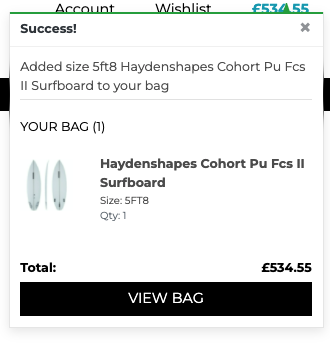 Account Wishlist £534.55
Success! ×
Added size 5ft8 Haydenshapes Cohort Pu Fcs
II Surfboard to your bag
YOUR BAG (1)
Haydenshapes Cohort Pu Fcs II
Surfboard
Size: 5FT8
Qty: 1
Total: £534.55
VIEW BAG